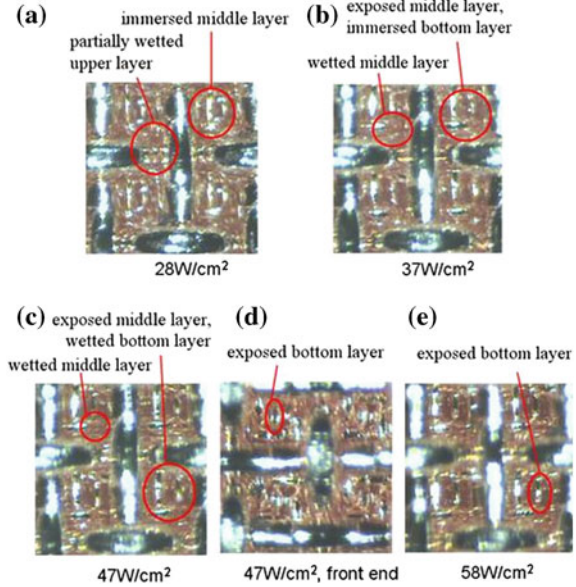 (a)
immersed middle layer
partially wetted
upper layer
28W/cm²
(b)
exposed middle layer,
immersed bottom layer
wetted middle layer
37W/cm²
(c)
exposed middle layer,
wetted bottom layer
wetted middle layer
47W/cm²
(d)
exposed bottom layer
47W/cm², front end
(e)
exposed bottom layer
58W/cm²